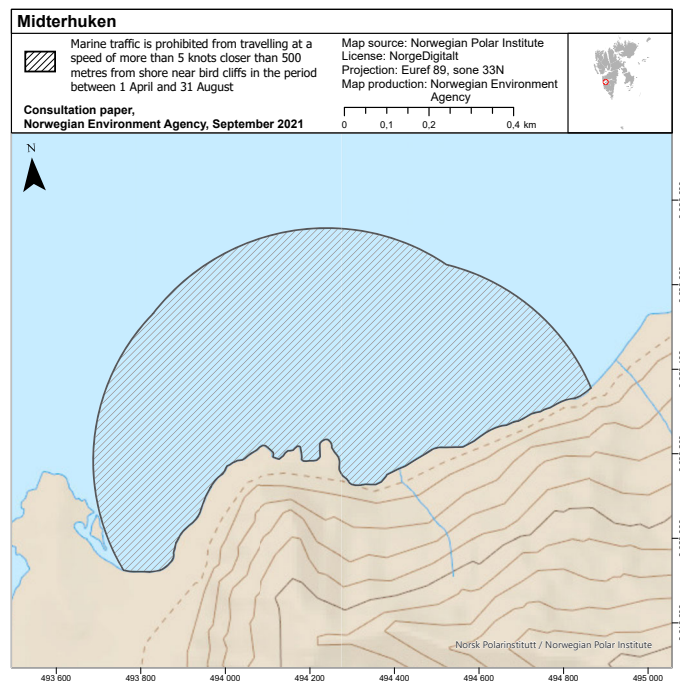 Midterhuken
Marine traffic is prohibited from travelling at a
speed of more than 5 knots closer than 500
metres from shore near bird cliffs in the period
between 1 April and 31 August
Consultation paper,
Norwegian Environment Agency, September 2021
Map source: Norwegian Polar Institute
License: NorgeDigitalt
Projection: Euref 89, sone 33N
Map production: Norwegian Environment
Agency
0 0,1 0,2 0,4 km
N
Norsk Polarinstitutt / Norwegian Polar Institute
493 600 493 800 494 000 494 200 494 400 494 600 494 800 495 000